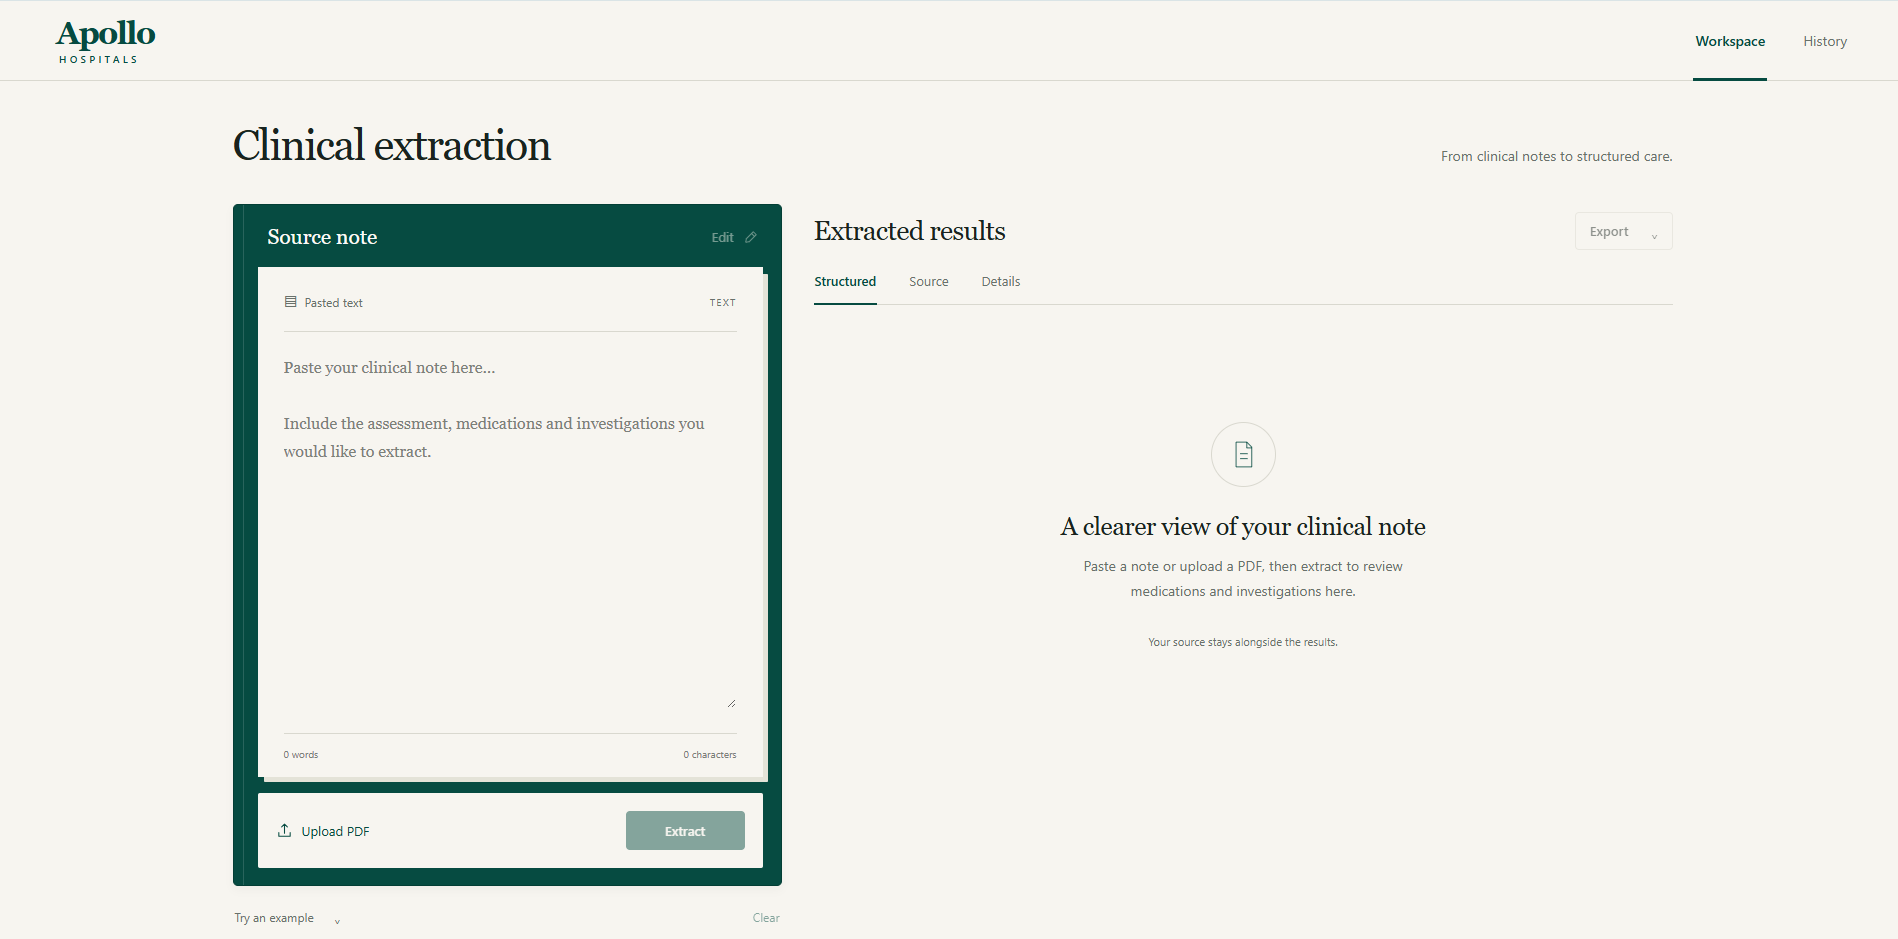 Apollo
HOSPITALS
Workspace
History
Clinical extraction
From clinical notes to structured care.
Source note
Edit
Pasted text
TEXT
Paste your clinical note here...
Include the assessment, medications and investigations you
would like to extract.
0 words
0 characters
Upload PDF
Extract
Try an example
Clear
Extracted results
Export
Structured
Source
Details
A clearer view of your clinical note
Paste a note or upload a PDF, then extract to review
medications and investigations here.
Your source stays alongside the results.